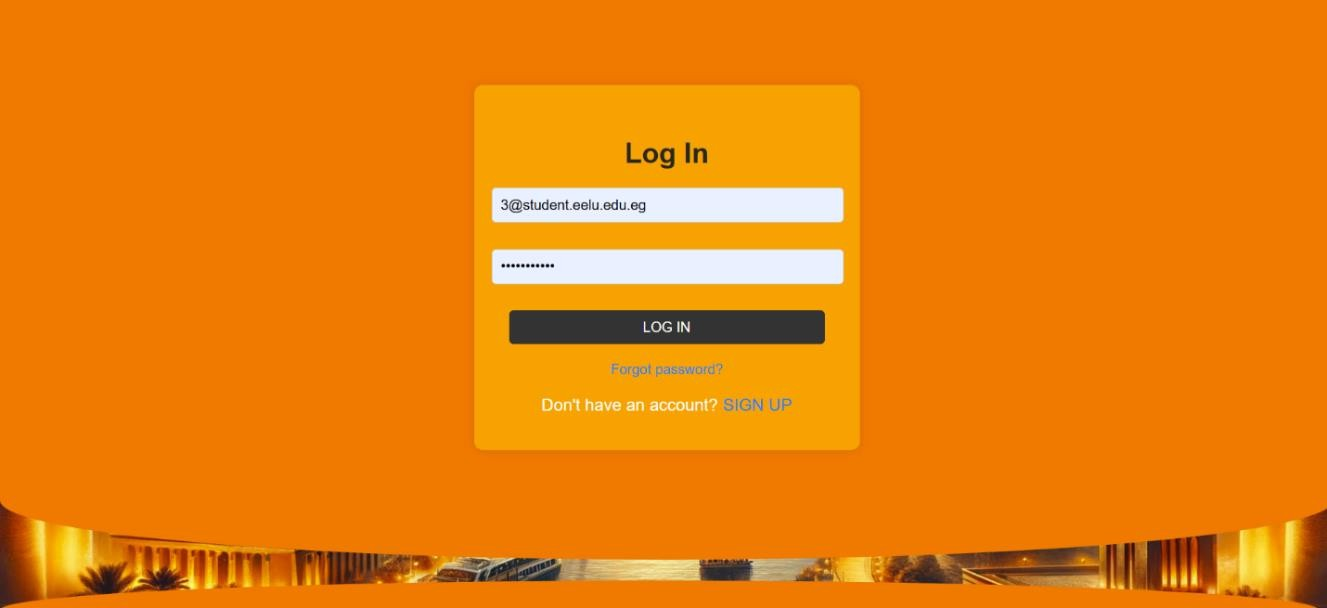 Log In
3@student.eelu.edu.eg
•••••••••••
LOG IN
Forgot password?
Don't have an account? SIGN UP